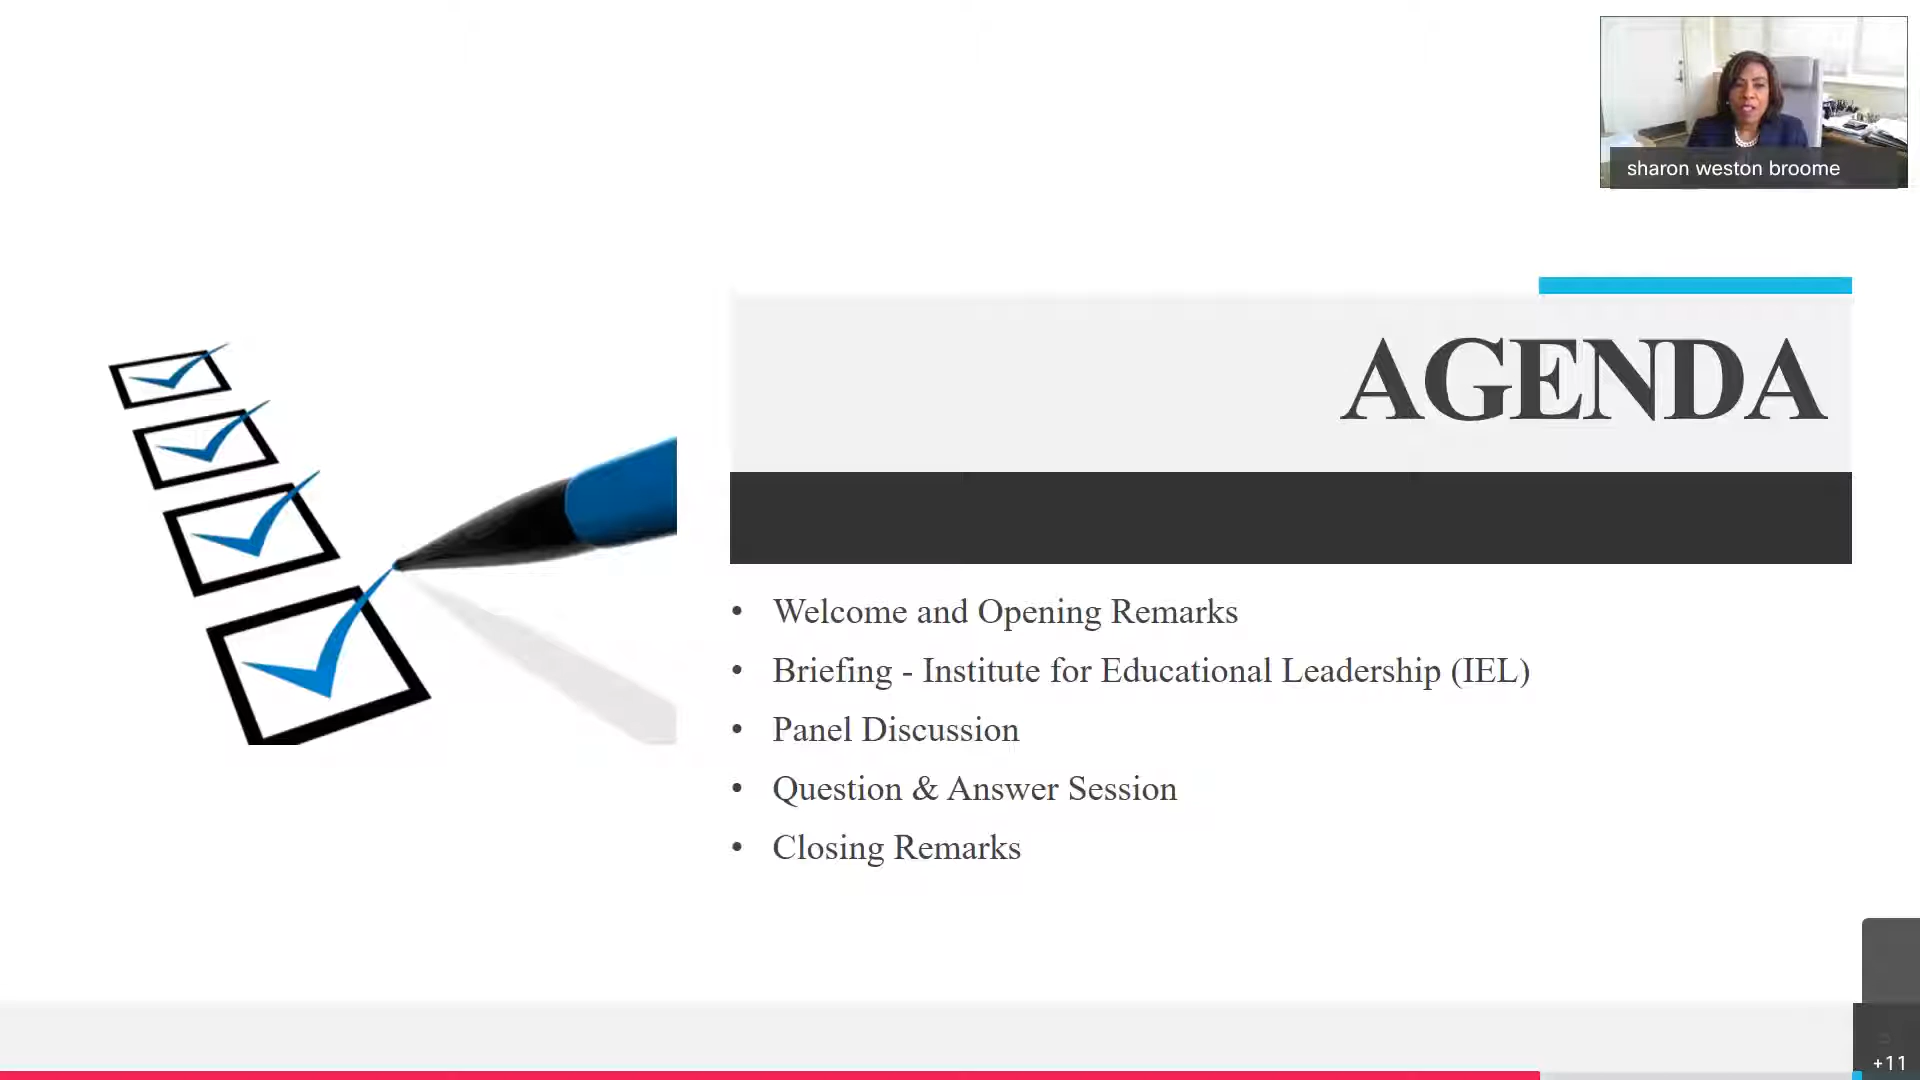 sharon weston broome
AGENDA
• Welcome and Opening Remarks
• Briefing - Institute for Educational Leadership (IEL)
• Panel Discussion
• Question & Answer Session
• Closing Remarks
+11